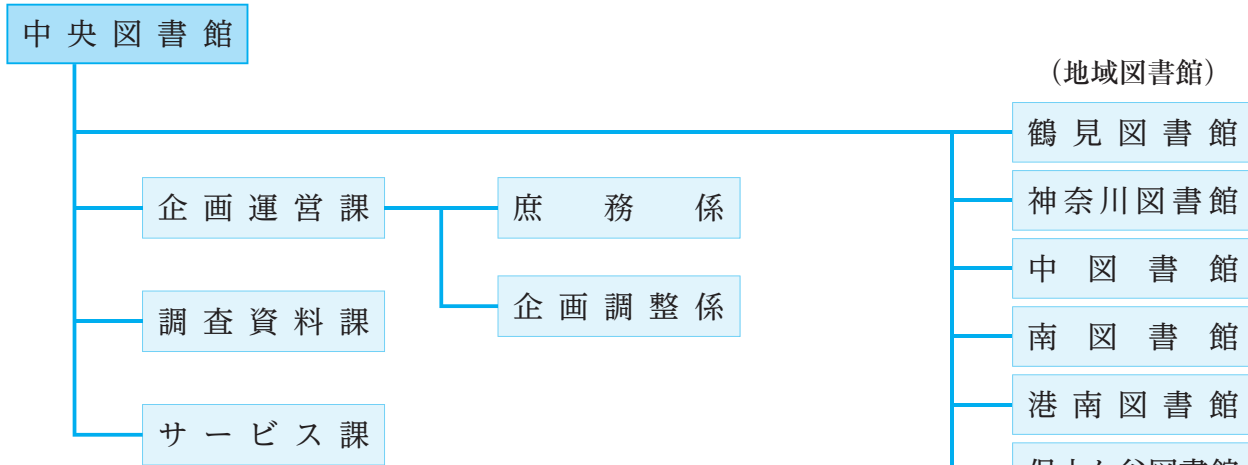 中央図書館
(地域図書館)
鶴見図書館
企画運営課
庶務係
神奈川図書館
中図書館
調査資料課
企画調整係
南図書館
港南図書館
サービス課